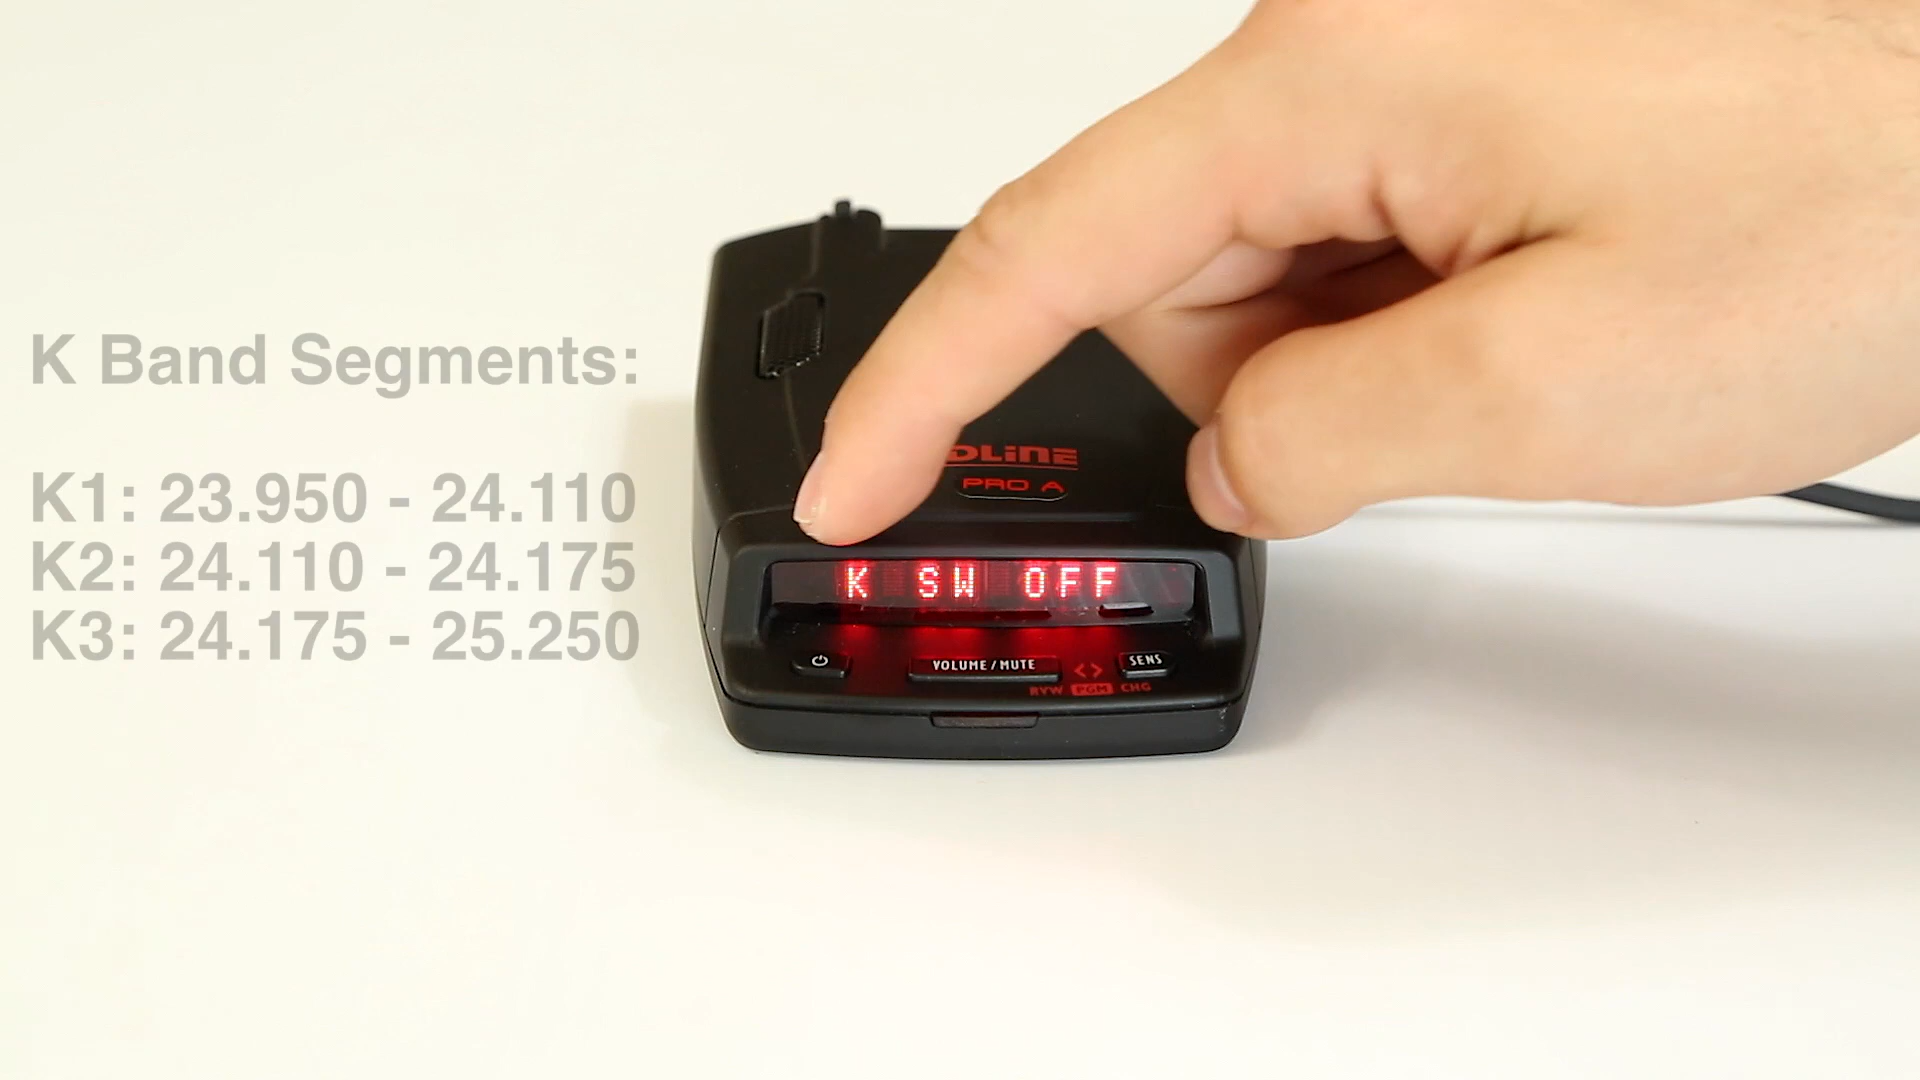 K Band Segments:
K1: 23.950 - 24.110
K2: 24.110 - 24.175
K3: 24.175 - 25.250
DLINE
PRO A
K SW OFF
VOLUME/MUTE
<>
SENS
RVW PGM CHG